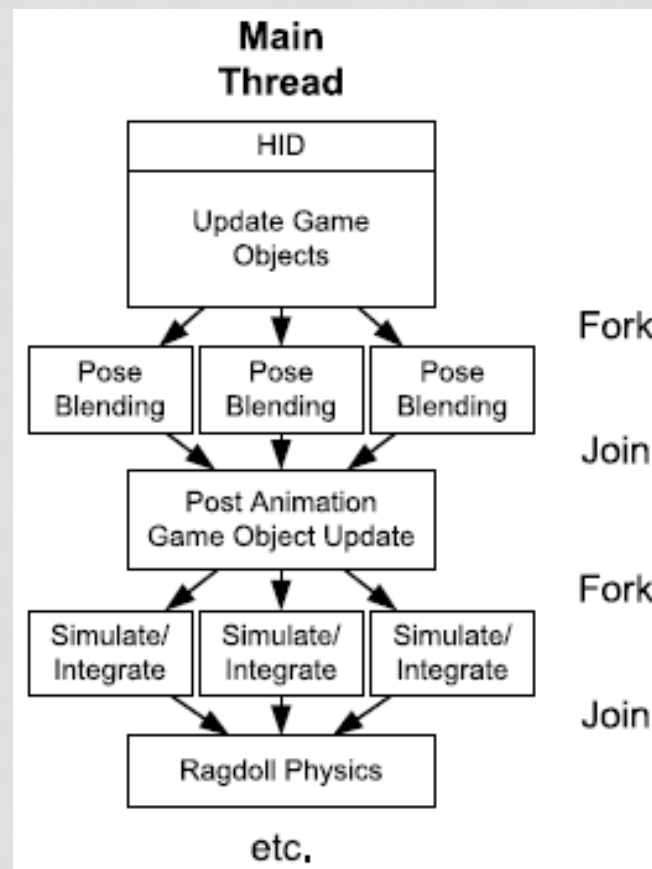 Main
Thread
HID
Update Game
Objects
Fork
Pose
Blending
Pose
Blending
Pose
Blending
Join
Post Animation
Game Object Update
Fork
Simulate/
Integrate
Simulate/
Integrate
Simulate/
Integrate
Join
Ragdoll Physics
etc.